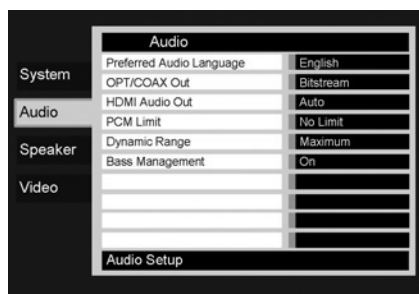 Audio
System
Audio
Speaker
Video
Preferred Audio Language English
OPT/COAX Out Bitstream
HDMI Audio Out Auto
PCM Limit No Limit
Dynamic Range Maximum
Bass Management On
Audio Setup